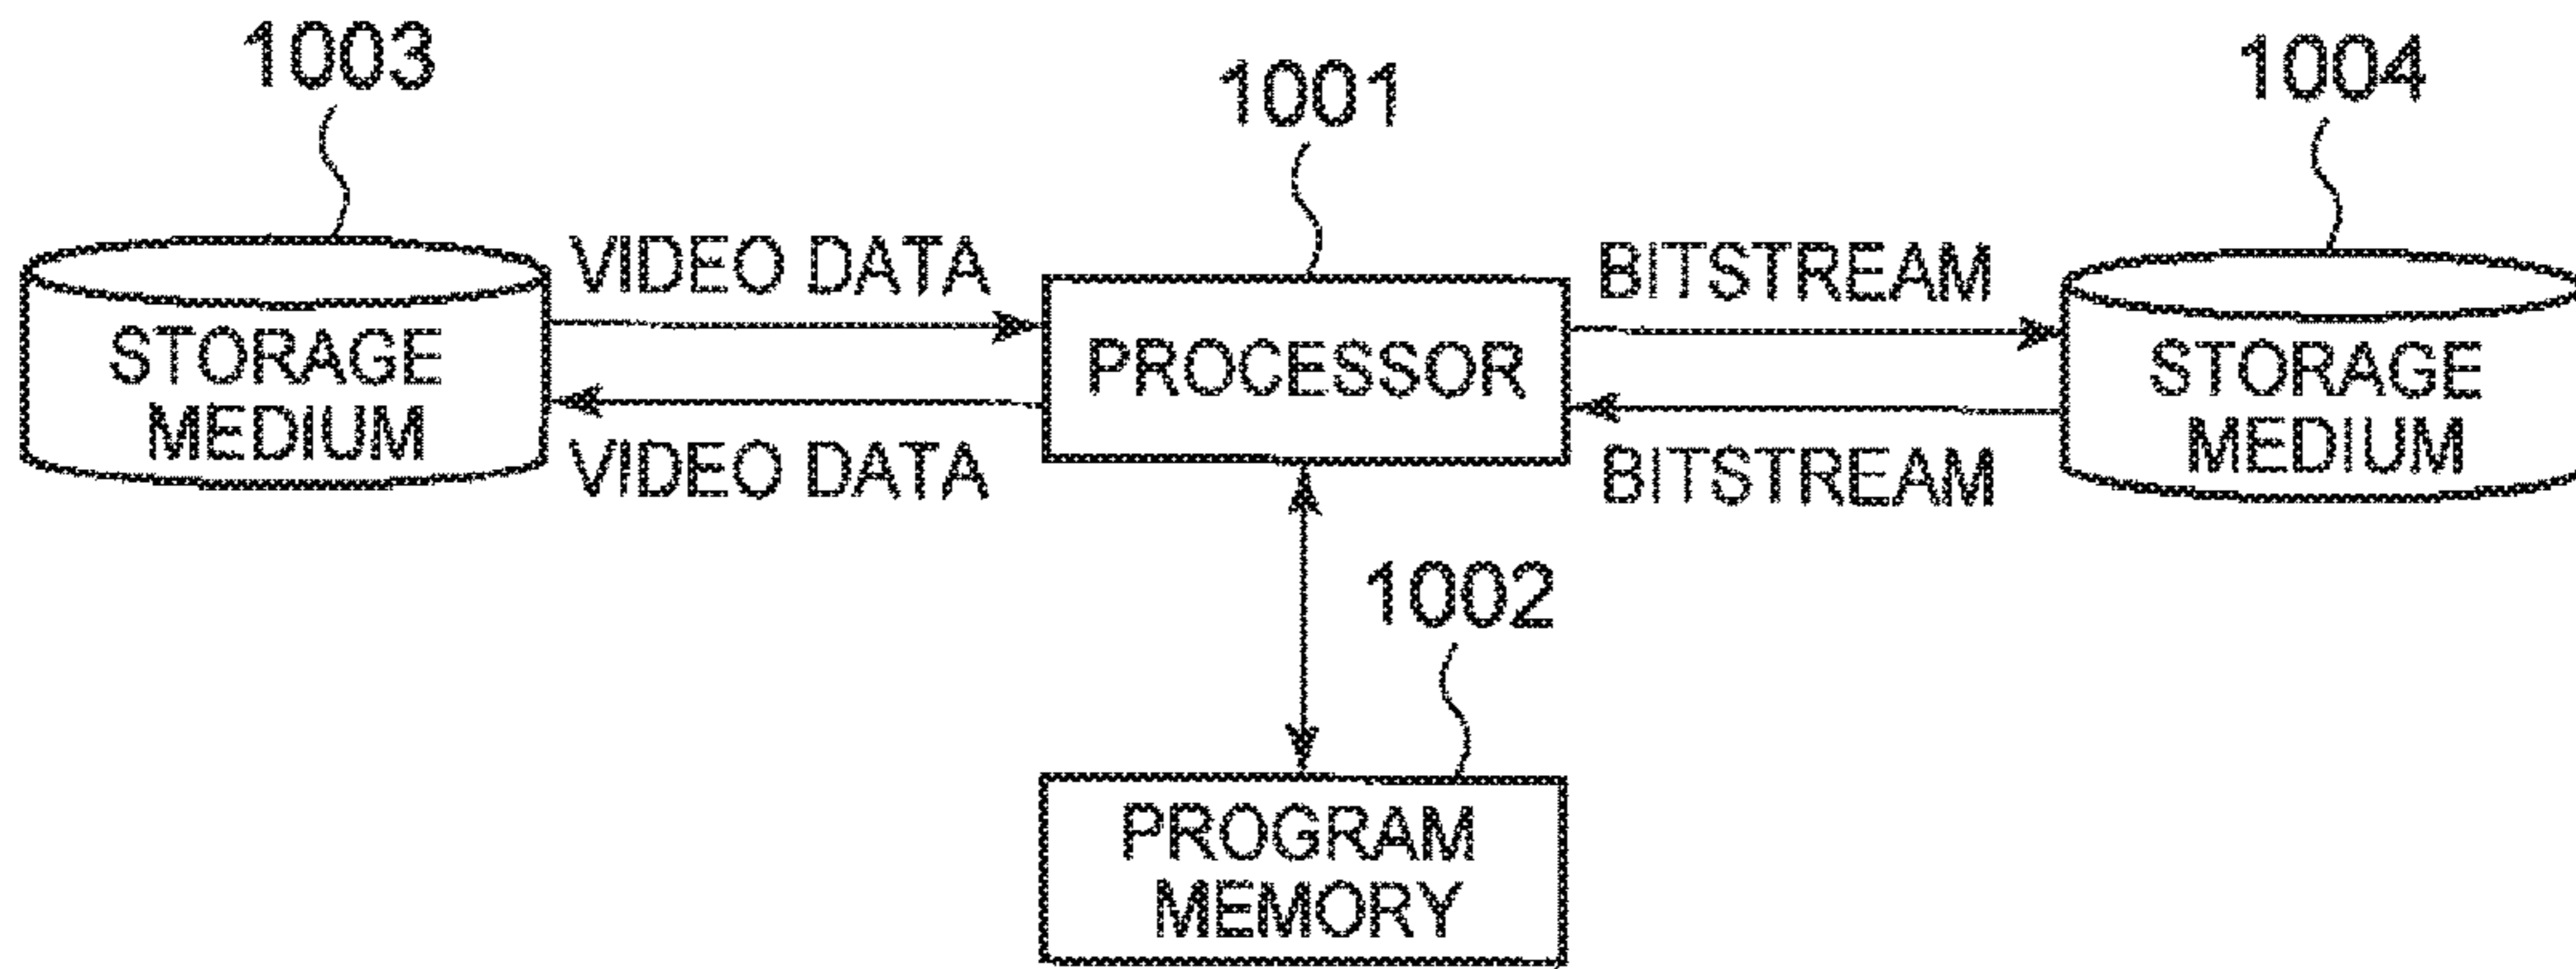 1003
1001
1004
VIDEO DATA
BITSTREAM
STORAGE
MEDIUM
PROCESSOR
STORAGE
MEDIUM
VIDEO DATA
BITSTREAM
1002
PROGRAM
MEMORY